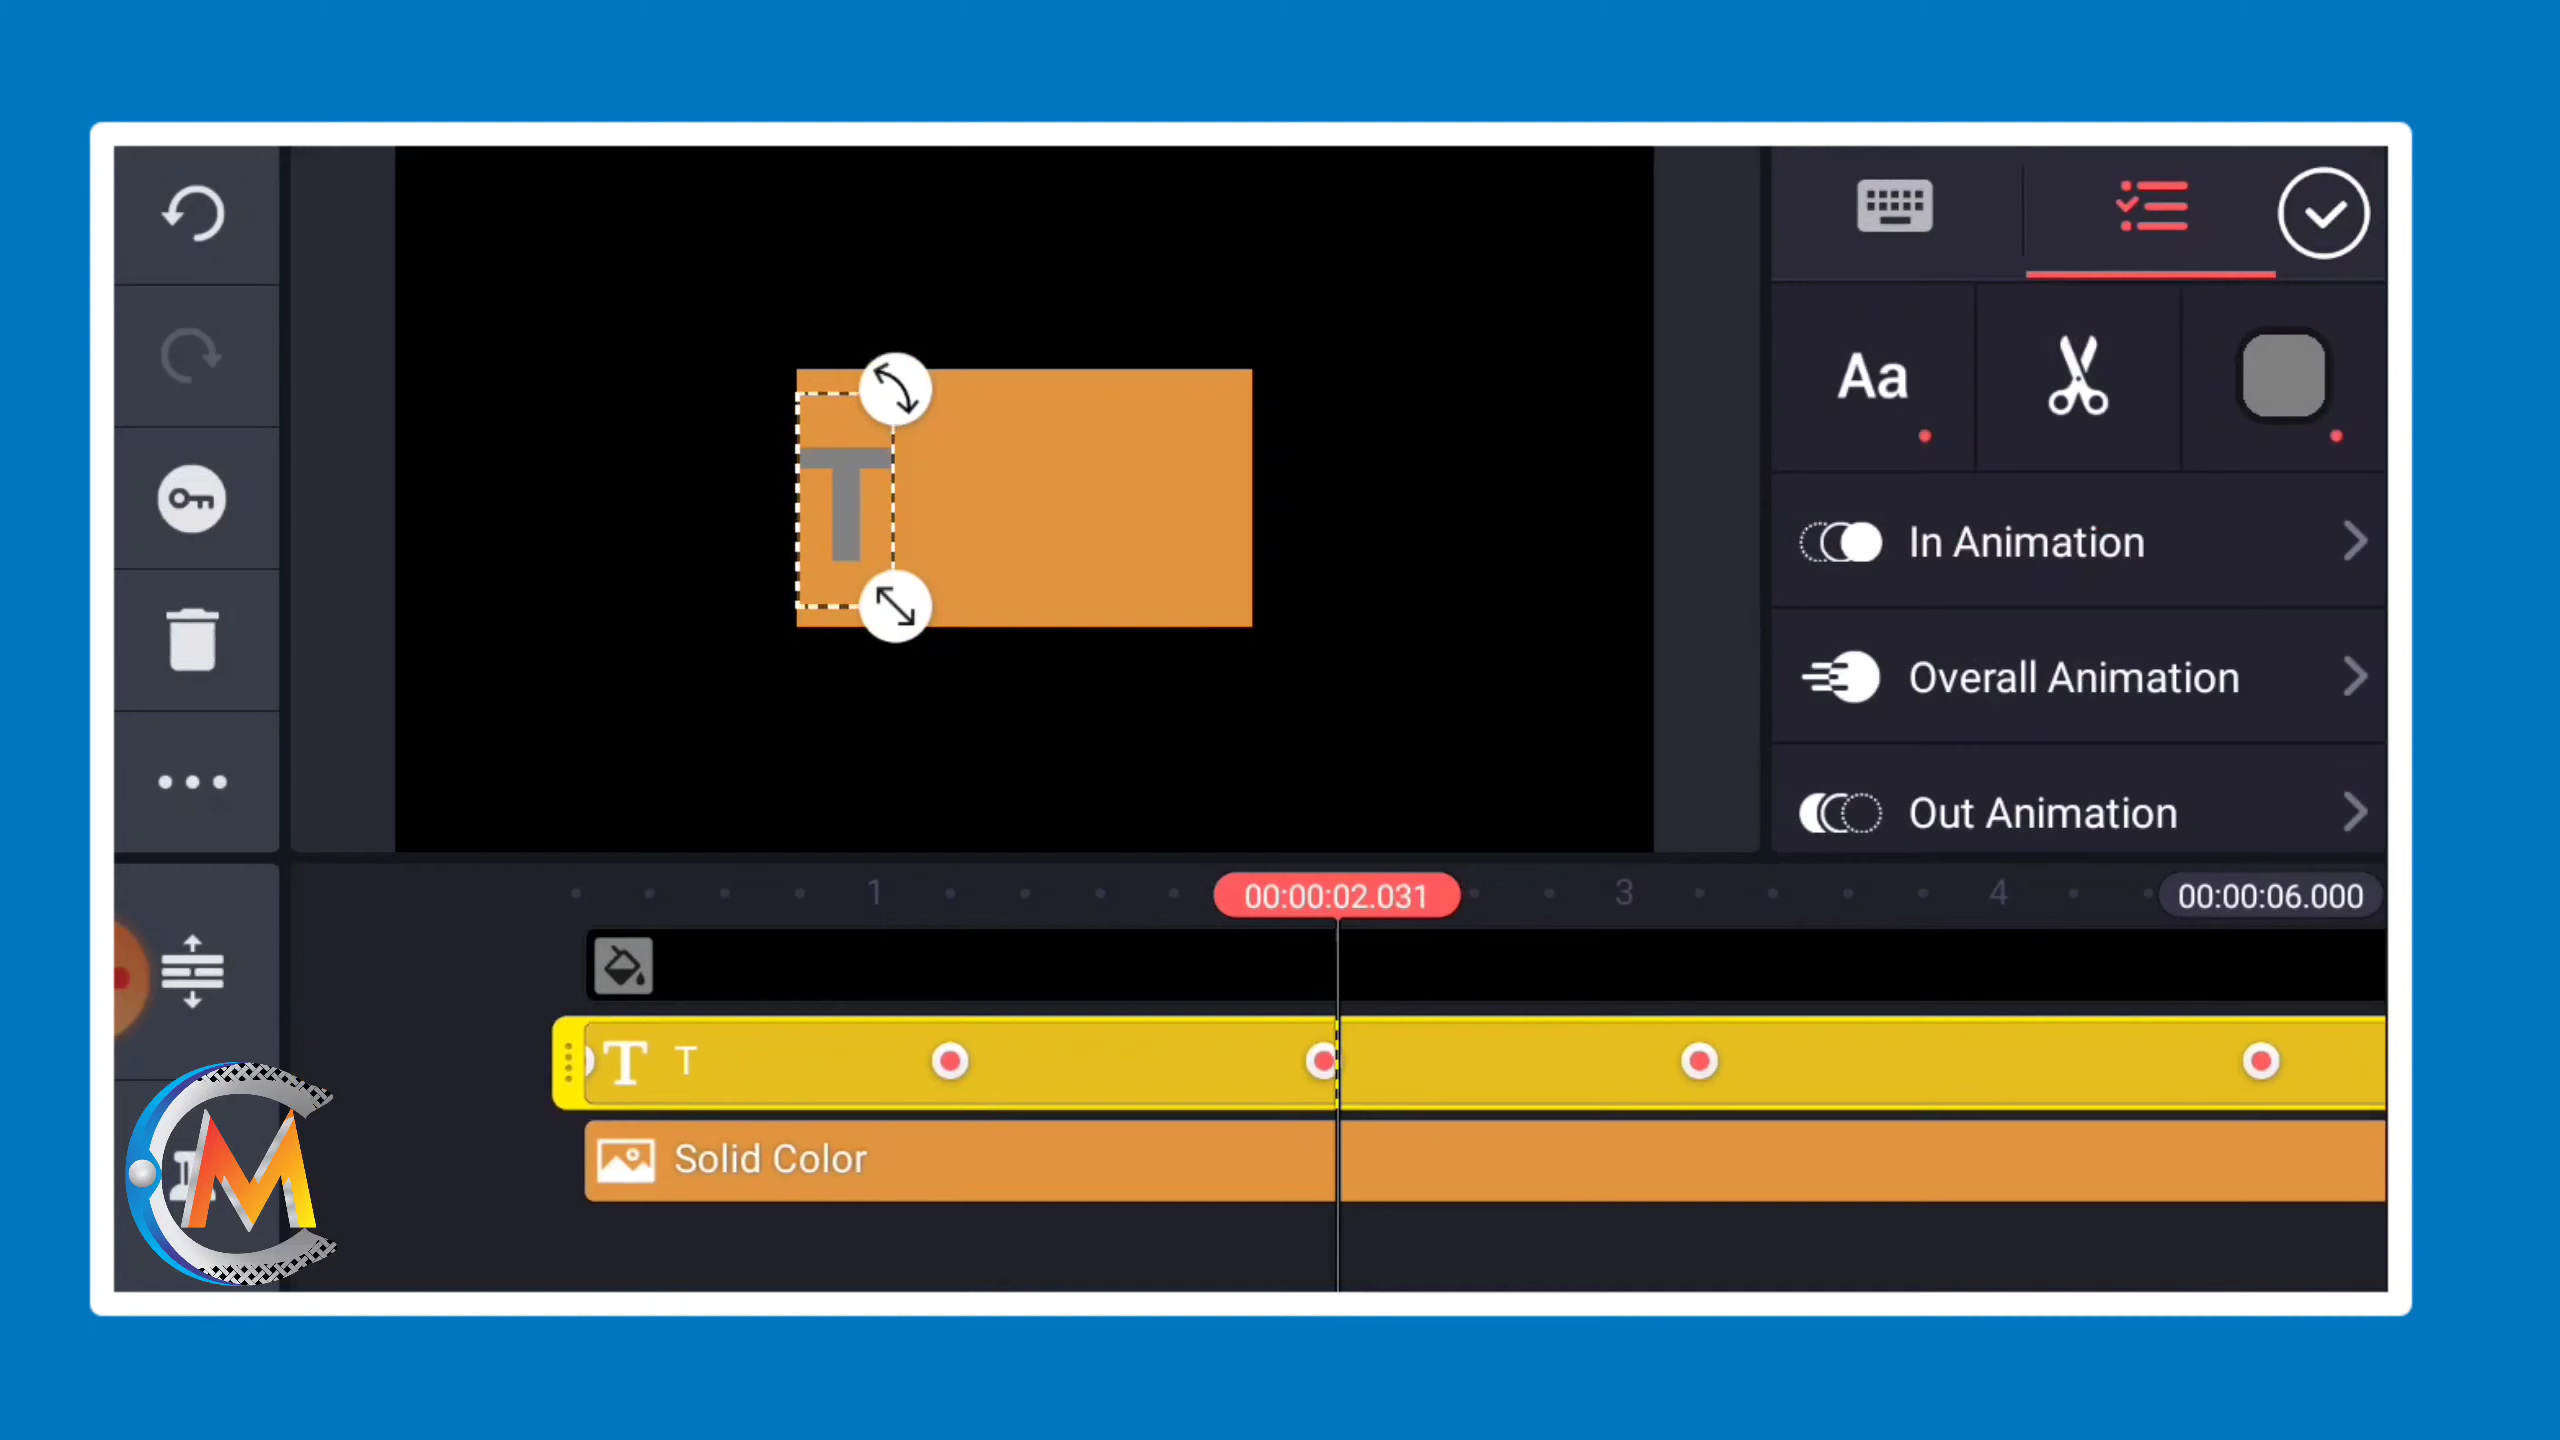 T
Aa
In Animation
Overall Animation
Out Animation
1
00:00:02.031
3
4
00:00:06.000
T T
Solid Color
CM